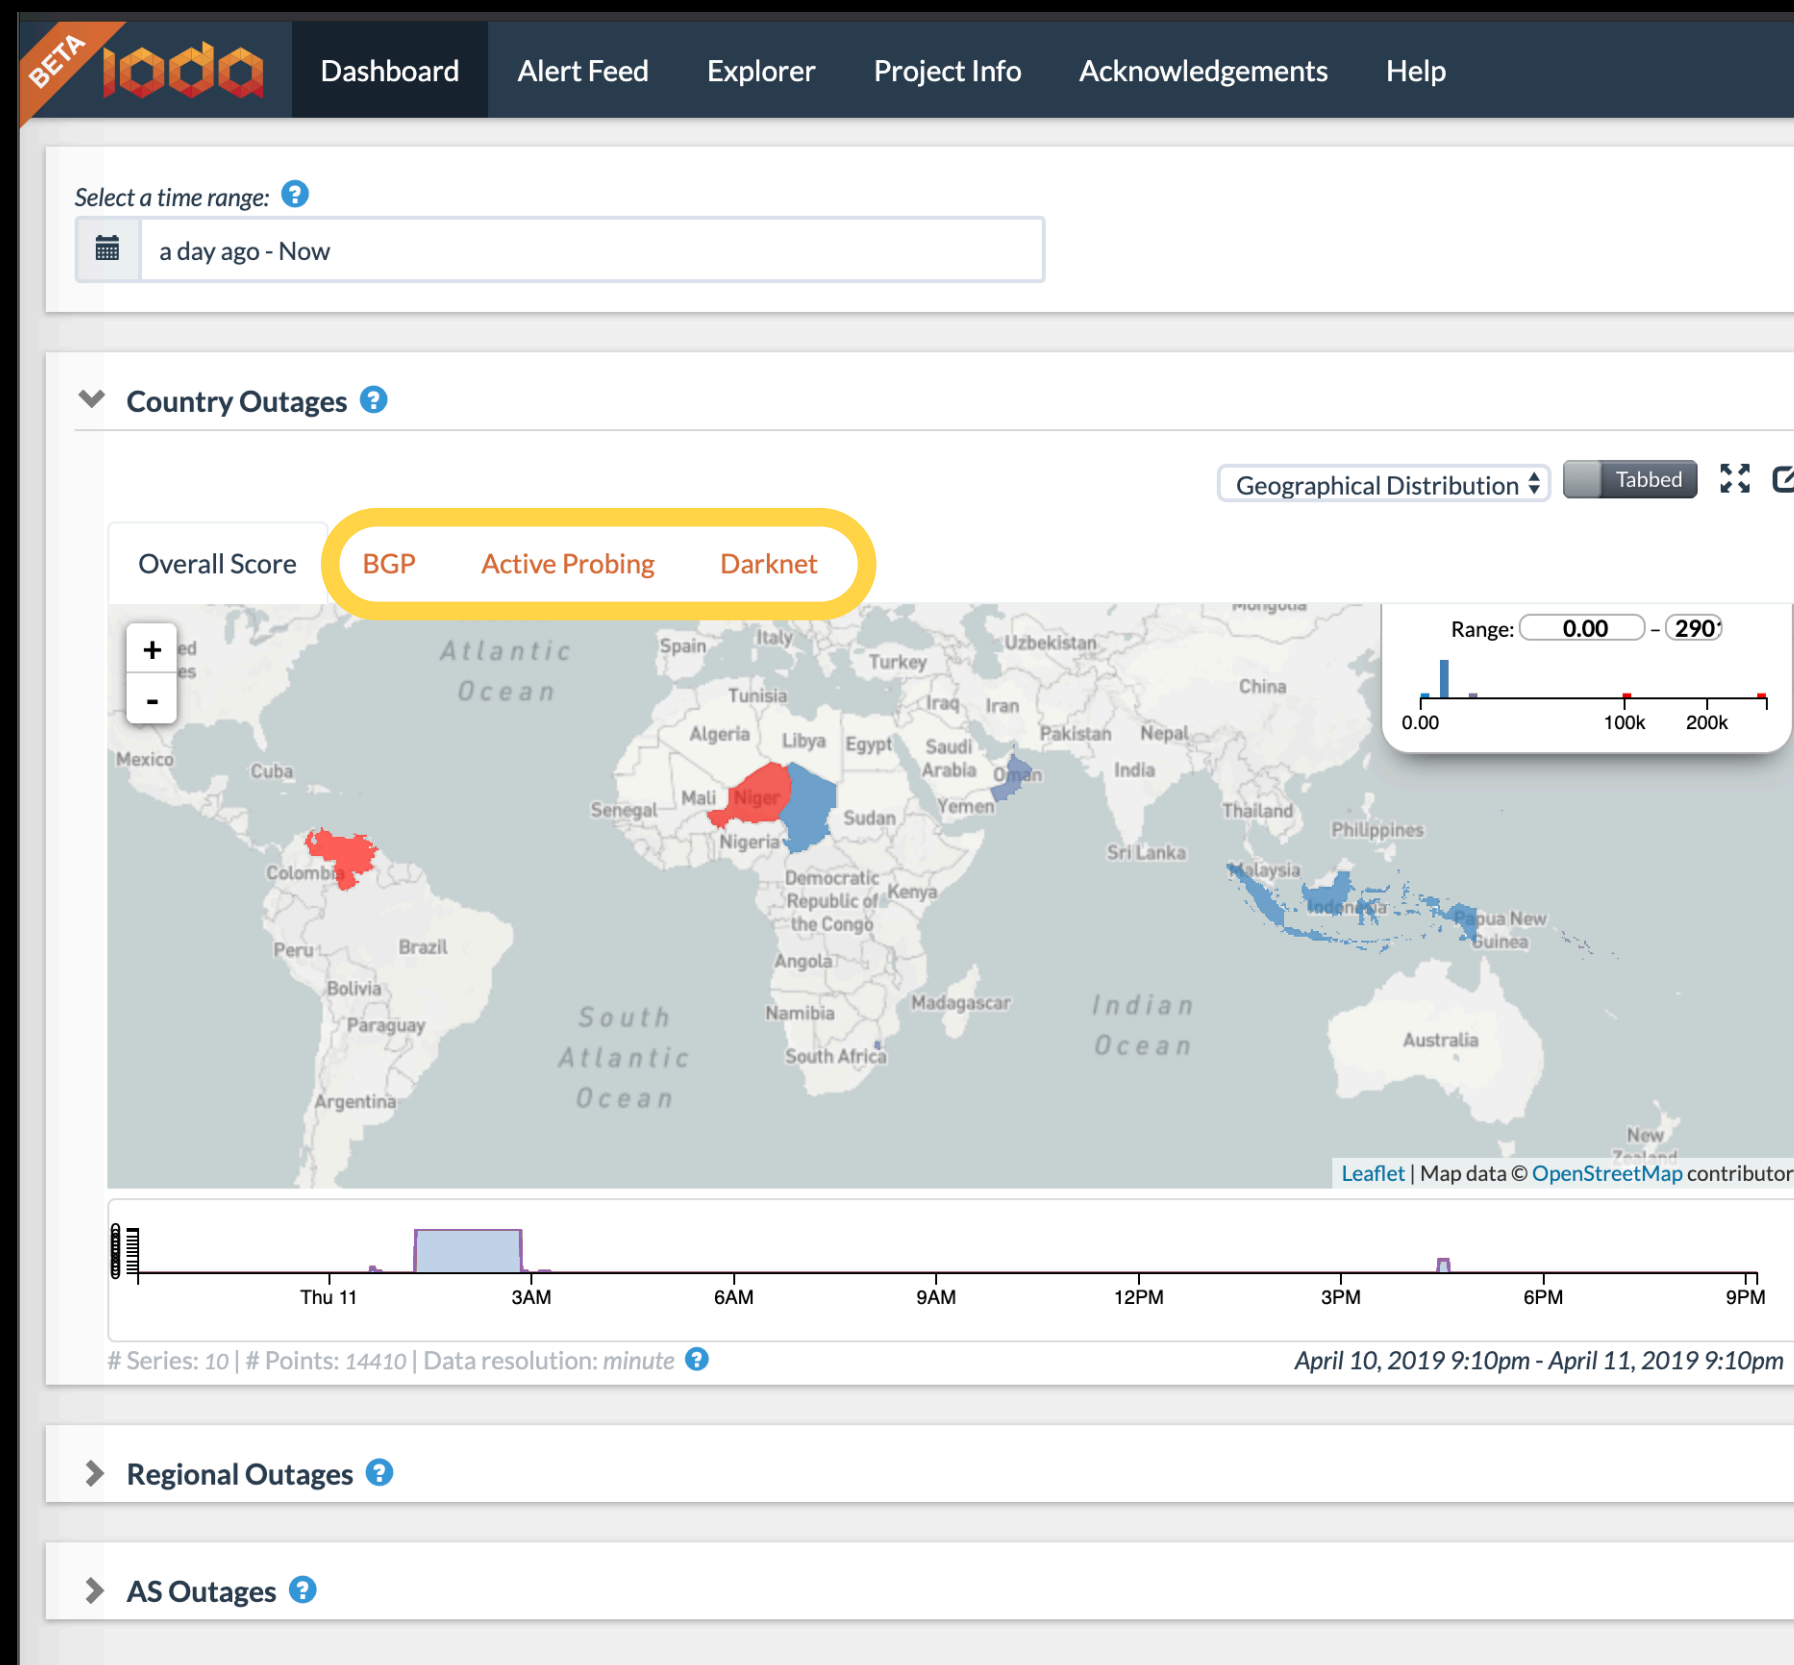 BETA ioda Dashboard Alert Feed Explorer Project Info Acknowledgements Help
Select a time range: ?
a day ago - Now
Country Outages ?
Geographical Distribution Tabbed
Overall Score BGP Active Probing Darknet
Range: 0.00 – 290
0.00 100k 200k
+
-
ed
es
Atlantic
Ocean
Spain
Italy
Turkey
Uzbekistan
Mongolia
China
Tunisia
Iraq
Iran
Algeria
Libya
Egypt
Saudi
Arabia
Pakistan
Nepal
Oman
India
Mexico
Cuba
Senegal
Mali
Niger
Sudan
Yemen
Thailand
Philippines
Nigeria
Sri Lanka
Colombia
Democratic
Republic of
the Congo
Kenya
Malaysia
Indonesia
Papua New
Guinea
Peru
Brazil
Angola
Bolivia
Namibia
Madagascar
Paraguay
South
Atlantic
Ocean
Indian
Ocean
South Africa
Australia
Argentina
New
Zealand
Leaflet | Map data © OpenStreetMap contributor
Thu 11 3AM 6AM 9AM 12PM 3PM 6PM 9PM
# Series: 10 | # Points: 14410 | Data resolution: minute ?
April 10, 2019 9:10pm - April 11, 2019 9:10pm
Regional Outages ?
AS Outages ?